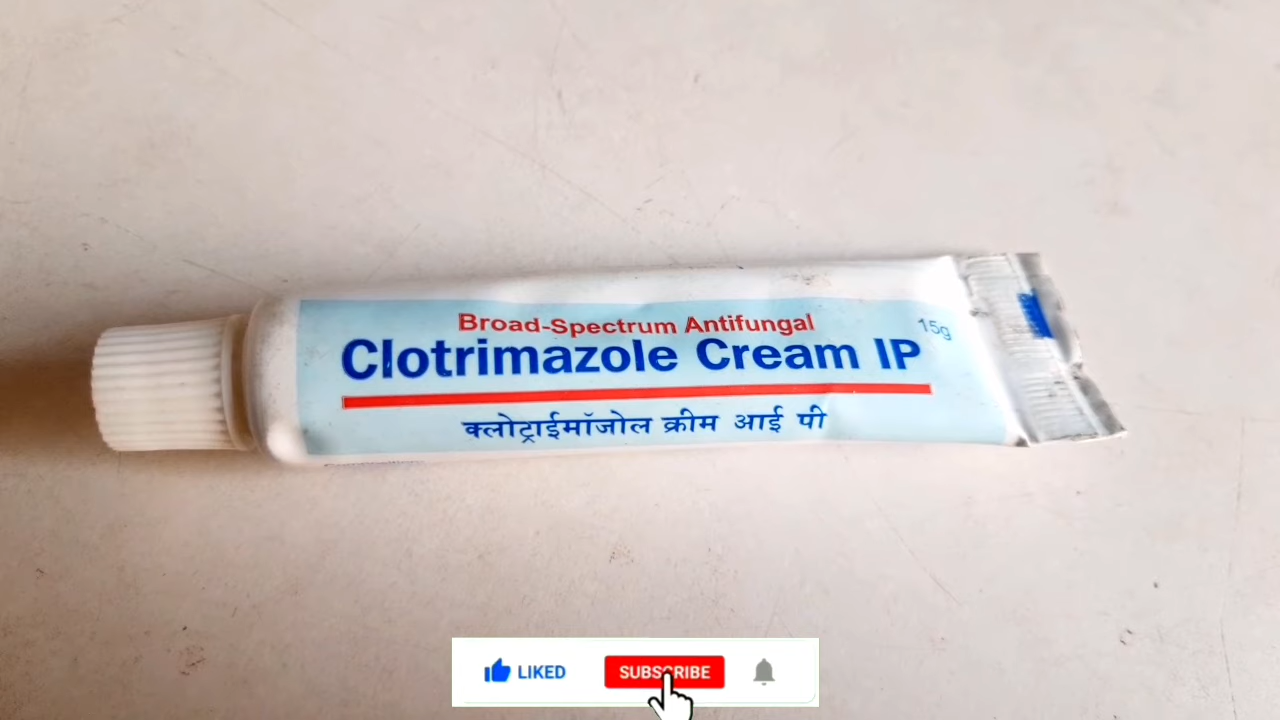 Broad-Spectrum Antifungal
Clotrimazole Cream IP
15g
क्लोट्राईमॉजोल क्रीम आई पी
LIKED
SUBSCRIBE